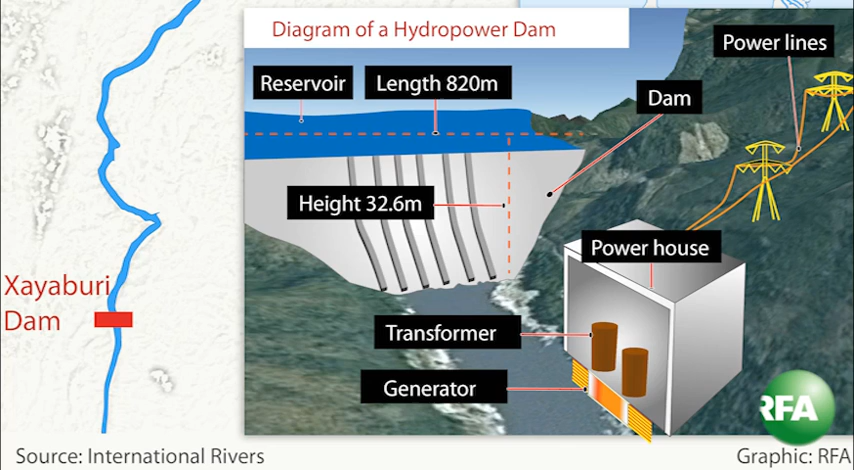 Diagram of a Hydropower Dam
Power lines
Reservoir
Length 820m
Dam
Height 32.6m
Power house
Xayaburi
Dam
Transformer
Generator
RFA
Source: International Rivers
Graphic: RFA